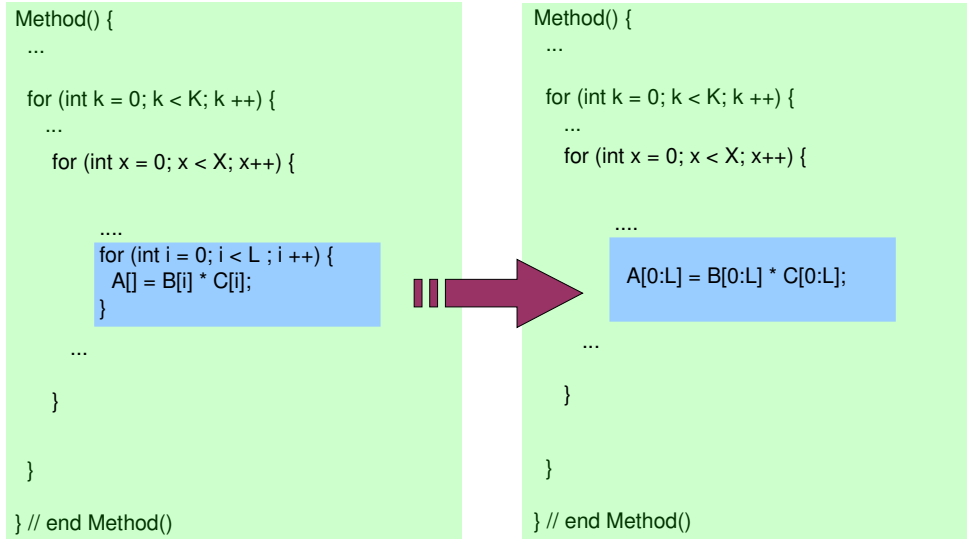 Method() {
...
for (int k = 0; k < K; k ++) {
...
for (int x = 0; x < X; x++) {
....
for (int i = 0; i < L ; i ++) {
A[] = B[i] * C[i];
}
...
}
}
} // end Method()
Method() {
...
for (int k = 0; k < K; k ++) {
...
for (int x = 0; x < X; x++) {
....
A[0:L] = B[0:L] * C[0:L];
...
}
}
} // end Method()